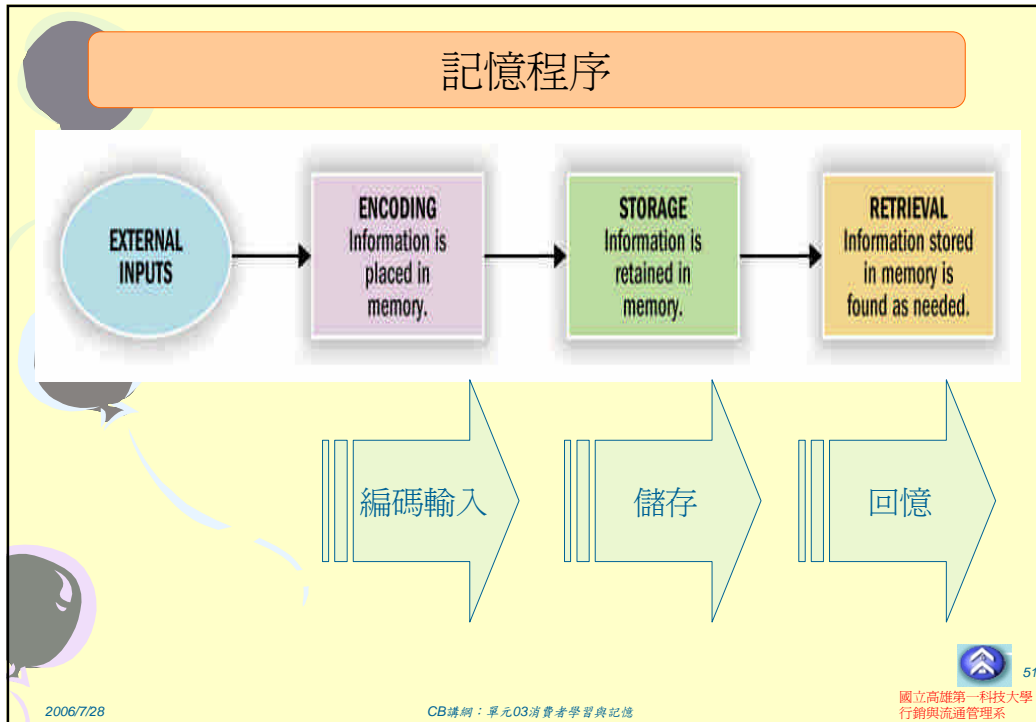 記憶程序
EXTERNAL
INPUTS
ENCODING
Information is
placed in
memory.
STORAGE
Information is
retained in
memory.
RETRIEVAL
Information stored
in memory is
found as needed.
編碼輸入
儲存
回憶
51
2006/7/28
CB講綱：單元03消費者學習與記憶
國立高雄第一科技大學
行銷與流通管理系